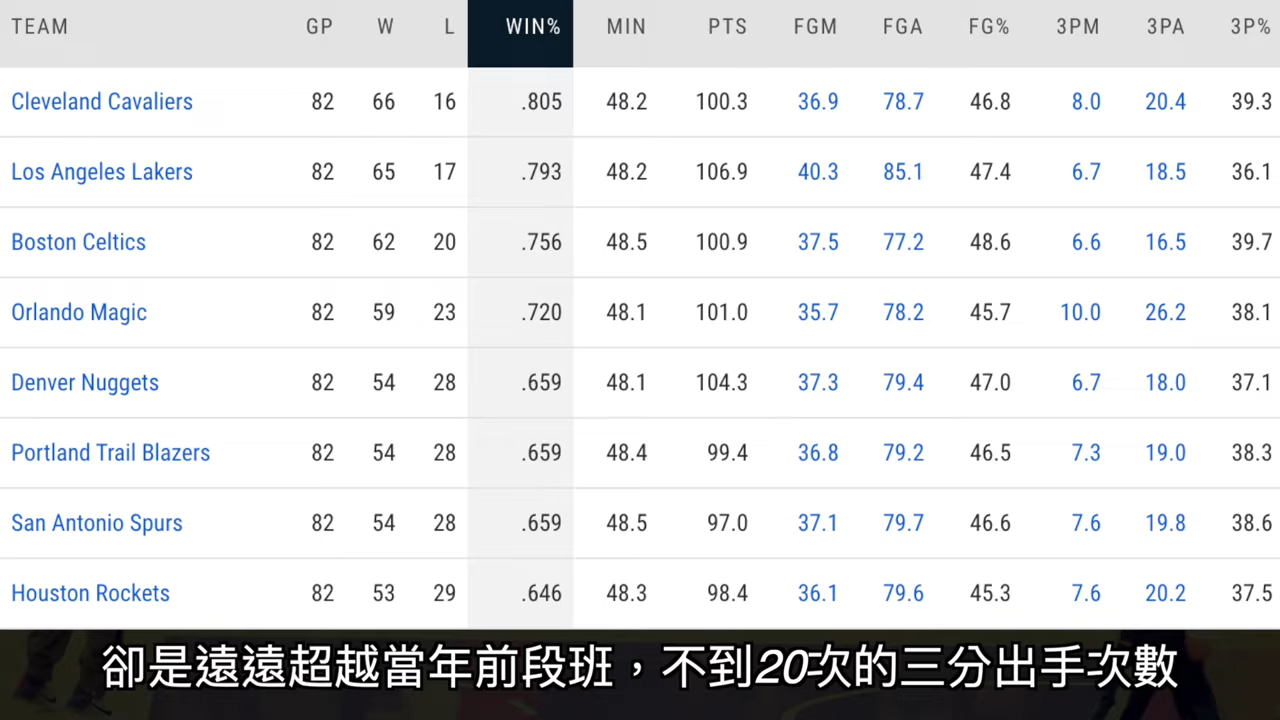 TEAM GP W L WIN% MIN PTS FGM FGA FG% 3PM 3PA 3P%
Cleveland Cavaliers 82 66 16 .805 48.2 100.3 36.9 78.7 46.8 8.0 20.4 39.3
Los Angeles Lakers 82 65 17 .793 48.2 106.9 40.3 85.1 47.4 6.7 18.5 36.1
Boston Celtics 82 62 20 .756 48.5 100.9 37.5 77.2 48.6 6.6 16.5 39.7
Orlando Magic 82 59 23 .720 48.1 101.0 35.7 78.2 45.7 10.0 26.2 38.1
Denver Nuggets 82 54 28 .659 48.1 104.3 37.3 79.4 47.0 6.7 18.0 37.1
Portland Trail Blazers 82 54 28 .659 48.4 99.4 36.8 79.2 46.5 7.3 19.0 38.3
San Antonio Spurs 82 54 28 .659 48.5 97.0 37.1 79.7 46.6 7.6 19.8 38.6
Houston Rockets 82 53 29 .646 48.3 98.4 36.1 79.6 45.3 7.6 20.2 37.5
卻是遠遠超越當年前段班，不到20次的三分出手次數